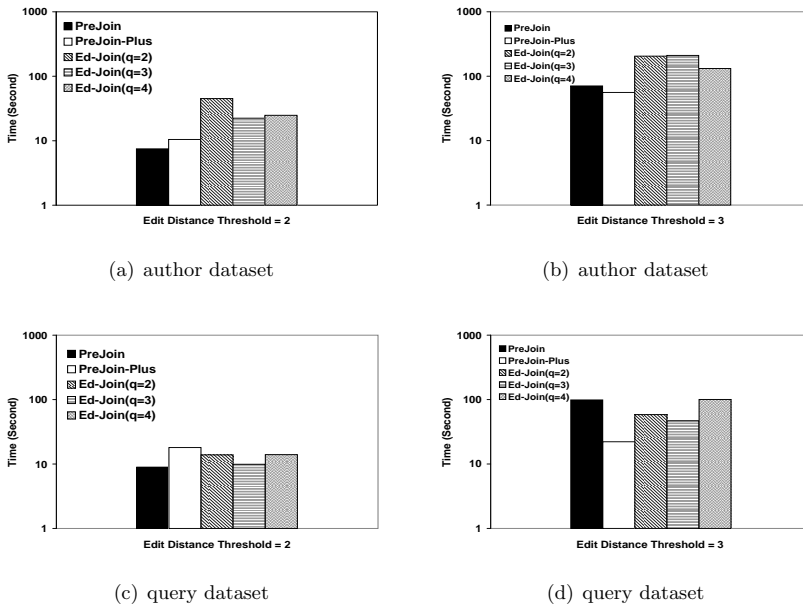 1000
PreJoin
PreJoin-Plus
Ed-Join(q=2)
Ed-Join(q=3)
Ed-Join(q=4)
100
10
1
Time (Second)
Edit Distance Threshold = 2
(a) author dataset
1000
PreJoin
PreJoin-Plus
Ed-Join(q=2)
Ed-Join(q=3)
Ed-Join(q=4)
100
10
1
Time (Second)
Edit Distance Threshold = 3
(b) author dataset
1000
PreJoin
PreJoin-Plus
Ed-Join(q=2)
Ed-Join(q=3)
Ed-Join(q=4)
100
10
1
Time (Second)
Edit Distance Threshold = 2
(c) query dataset
1000
PreJoin
PreJoin-Plus
Ed-Join(q=2)
Ed-Join(q=3)
Ed-Join(q=4)
100
10
1
Time (Second)
Edit Distance Threshold = 3
(d) query dataset